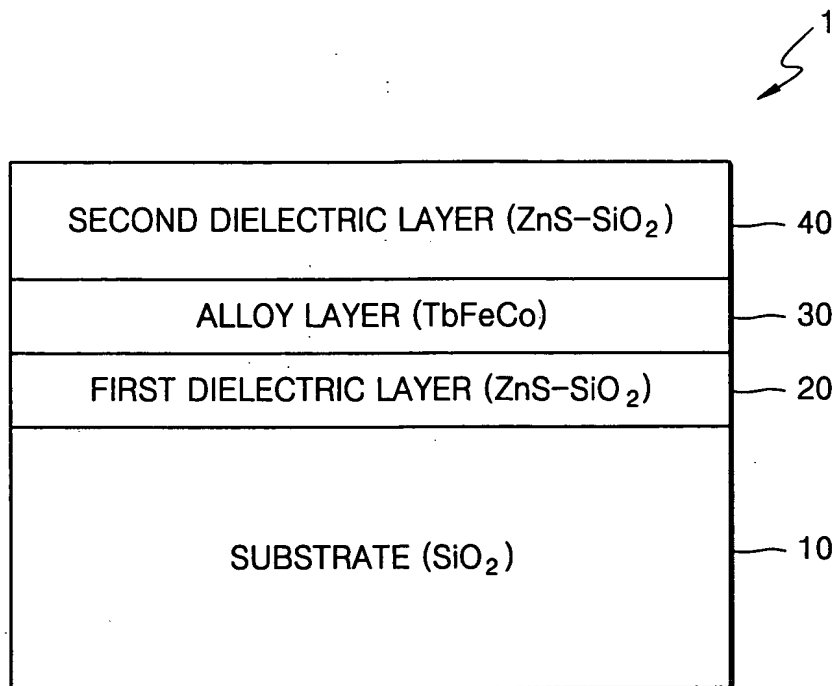 1
SECOND DIELECTRIC LAYER (ZnS-SiO₂) 40
ALLOY LAYER (TbFeCo) 30
FIRST DIELECTRIC LAYER (ZnS-SiO₂) 20
SUBSTRATE (SiO₂) 10